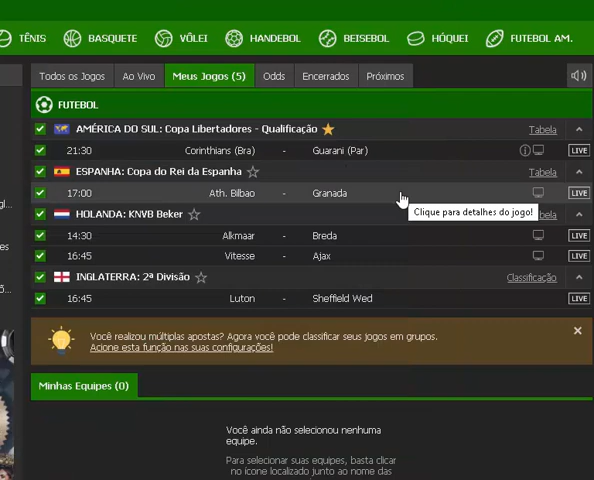 TÊNIS BASQUETE VÔLEI HANDEBOL BEISEBOL HÓQUEI FUTEBOL AM.
Todos os Jogos Ao Vivo Meus Jogos (5) Odds Encerrados Próximos
FUTEBOL
AMÉRICA DO SUL: Copa Libertadores - Qualificação Tabela
21:30 Corinthians (Bra) - Guarani (Par) LIVE
ESPANHA: Copa do Rei da Espanha Tabela
17:00 Ath. Bilbao - Granada LIVE
Clique para detalhes do jogo!
HOLANDA: KNVB Beker
14:30 Alkmaar - Breda LIVE
16:45 Vitesse - Ajax LIVE
INGLATERRA: 2ª Divisão Classificação
16:45 Luton - Sheffield Wed LIVE
Você realizou múltiplas apostas? Agora você pode classificar seus jogos em grupos.
Acione esta função nas suas configurações!
Minhas Equipes (0)
Você ainda não selecionou nenhuma
equipe.
Para selecionar suas equipes, basta clicar
no ícone localizado junto ao nome das